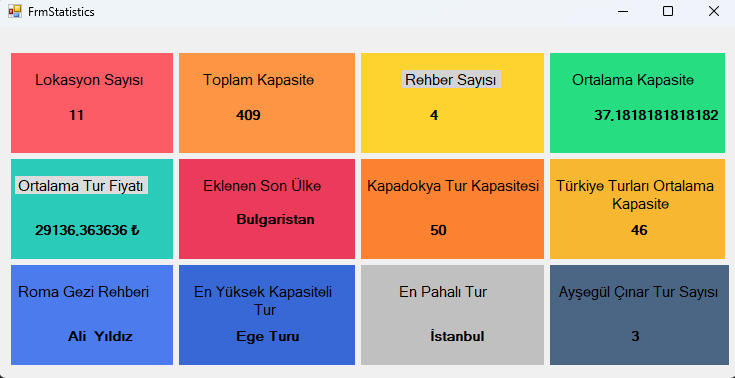 FrmStatistics
Lokasyon Sayısı
11
Toplam Kapasite
409
Rehber Sayısı
4
Ortalama Kapasite
37,1818181818182
Ortalama Tur Fiyatı
29136,363636 ₺
Eklenen Son Ülke
Bulgaristan
Kapadokya Tur Kapasitesi
50
Türkiye Turları Ortalama
Kapasite
46
Roma Gezi Rehberi
Ali Yıldız
En Yüksek Kapasiteli
Tur
Ege Turu
En Pahalı Tur
İstanbul
Ayşegül Çınar Tur Sayısı
3